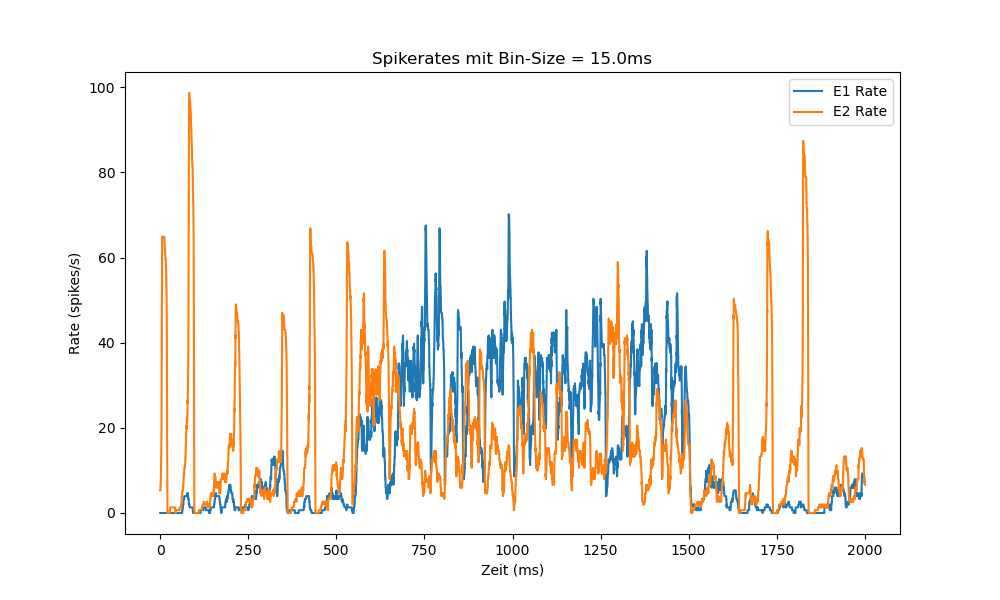 Spikerates mit Bin-Size = 15.0ms
E1 Rate
E2 Rate
Rate (spikes/s)
100
80
60
40
20
0
0 250 500 750 1000 1250 1500 1750 2000
Zeit (ms)